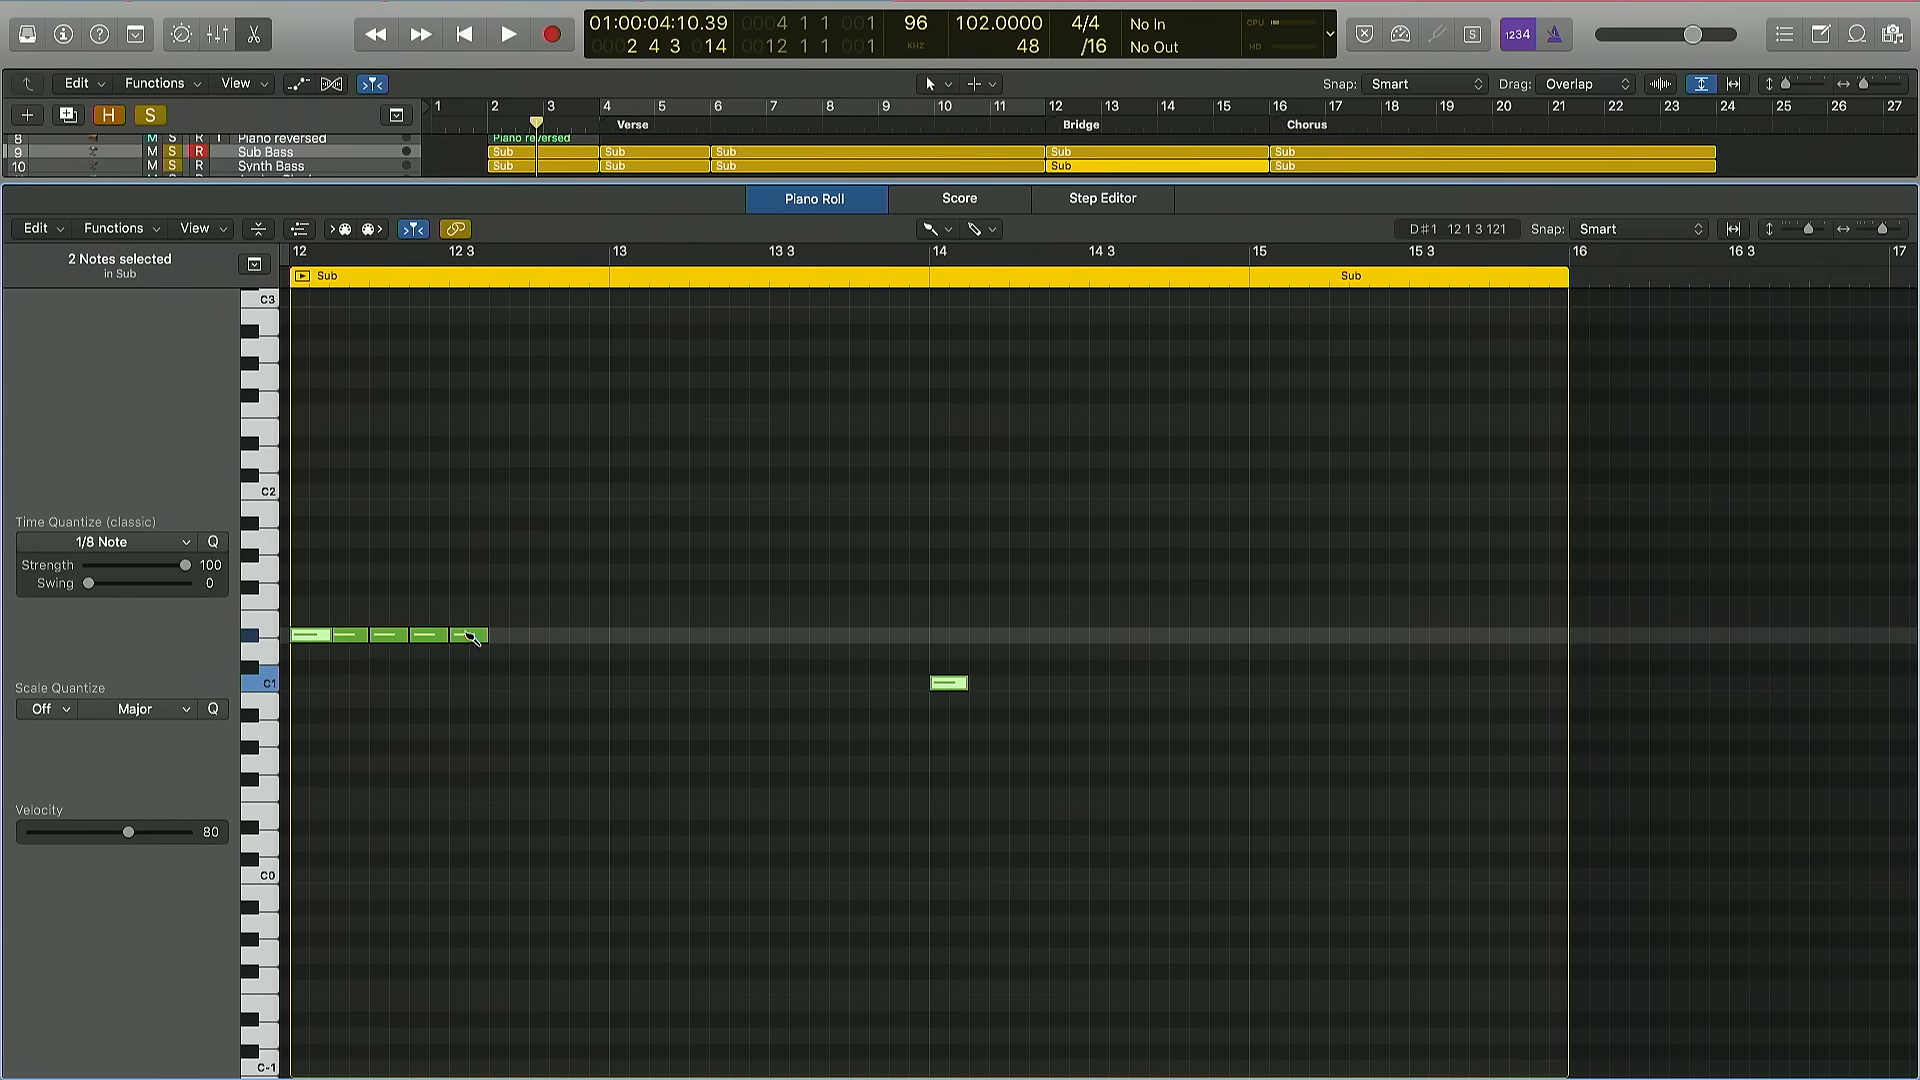 01:00:04:10.39 0004 1 1 001 96 102.0000 4/4 No In CPU
0002 4 3 014 0012 1 1 001 KHZ 48 /16 No Out HD
S 1234
Edit Functions View Snap: Smart Drag: Overlap
H S 1 2 3 4 5 6 7 8 9 10 11 12 13 14 15 16 17 18 19 20 21 22 23 24 25 26 27
Verse Bridge Chorus
8 M S R I Piano reversed Piano reversed
9 M S R Sub Bass Sub Sub Sub Sub Sub
10 M S R Synth Bass Sub Sub Sub Sub Sub
Piano Roll Score Step Editor
Edit Functions View D♯1 12 1 3 121 Snap: Smart
12 12 3 13 13 3 14 14 3 15 15 3 16 16 3 17
2 Notes selected
in Sub
Sub Sub
C3
C2
Time Quantize (classic)
1/8 Note Q
Strength 100
Swing 0
C1
Scale Quantize
Off Major Q
Velocity
80
C0
C-1